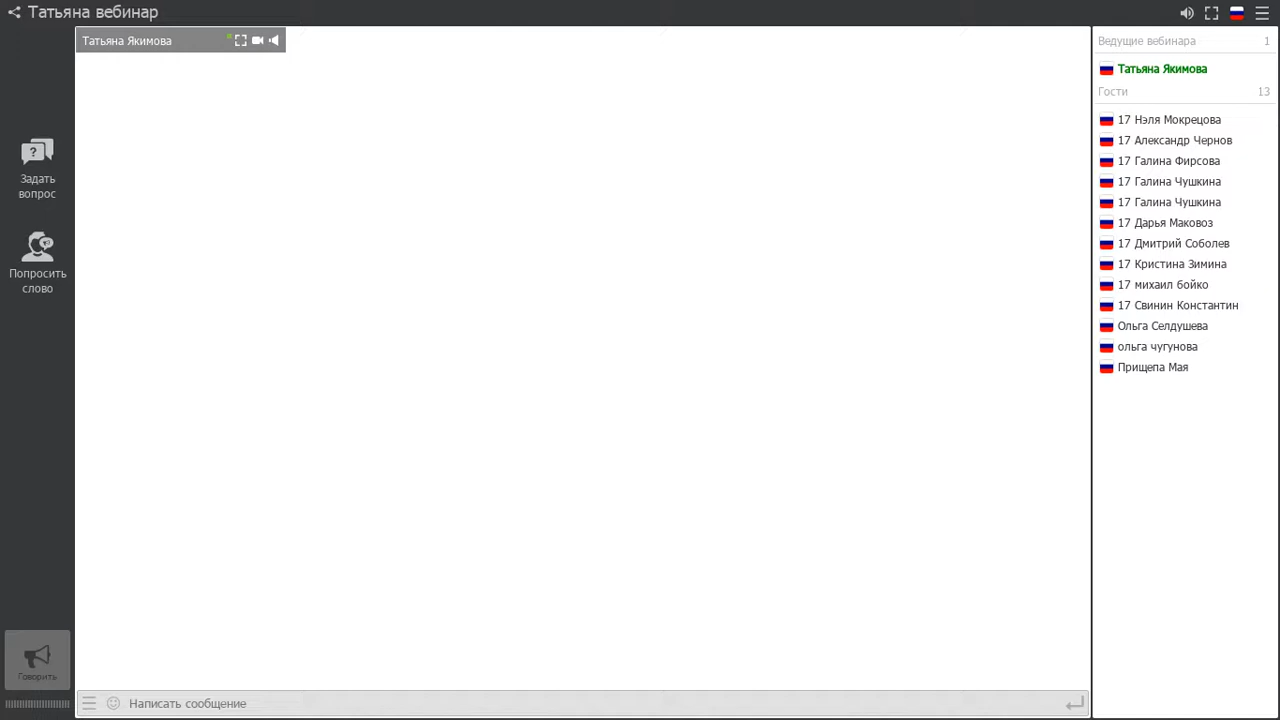 Татьяна вебинар
Татьяна Якимова
Задать
вопрос
Попросить
слово
Говорить
Написать сообщение
Ведущие вебинара 1
Татьяна Якимова
Гости 13
17 Нэля Мокрецова
17 Александр Чернов
17 Галина Фирсова
17 Галина Чушкина
17 Галина Чушкина
17 Дарья Маковоз
17 Дмитрий Соболев
17 Кристина Зимина
17 михаил бойко
17 Свинин Константин
Ольга Селдушева
ольга чугунова
Прищепа Мая